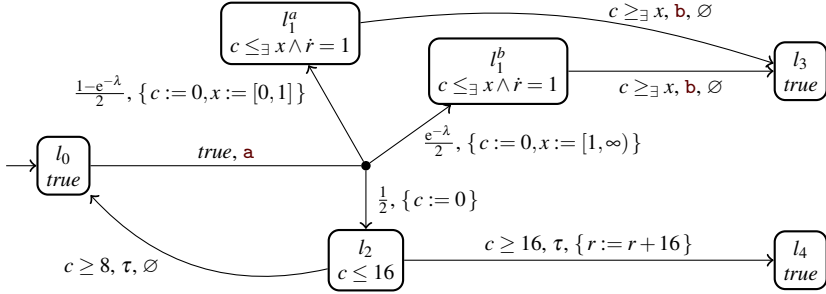 l₁ᵃ
c ≤∃ x ∧ ṙ = 1
c ≥∃ x, b, ∅
l₁ᵇ
c ≤∃ x ∧ ṙ = 1
c ≥∃ x, b, ∅
l₃
true
(1−e^−λ)/2, {c := 0, x := [0, 1]}
e^−λ/2, {c := 0, x := [1, ∞)}
l₀
true
true, a
1/2, {c := 0}
l₂
c ≤ 16
c ≥ 8, τ, ∅
c ≥ 16, τ, {r := r + 16}
l₄
true